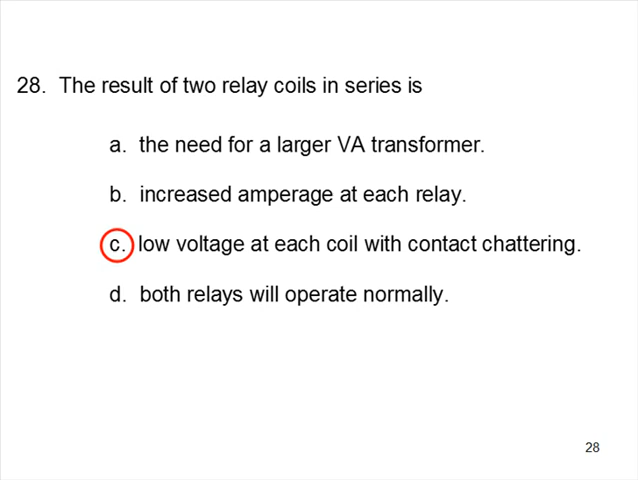 28. The result of two relay coils in series is
a. the need for a larger VA transformer.
b. increased amperage at each relay.
c. low voltage at each coil with contact chattering.
d. both relays will operate normally.
28